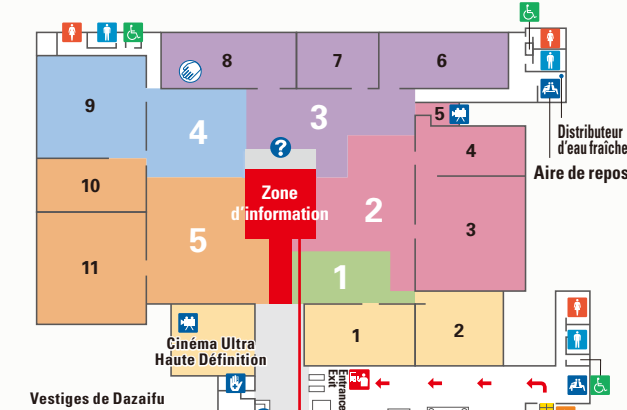 8
7
6
9
4
3
5
?
4
Distributeur
d'eau fraîche
Aire de repos
10
Zone
d'information
2
3
5
11
1
1
2
Cinéma Ultra
Haute Définition
Entrance
Exit
Vestiges de Dazaifu